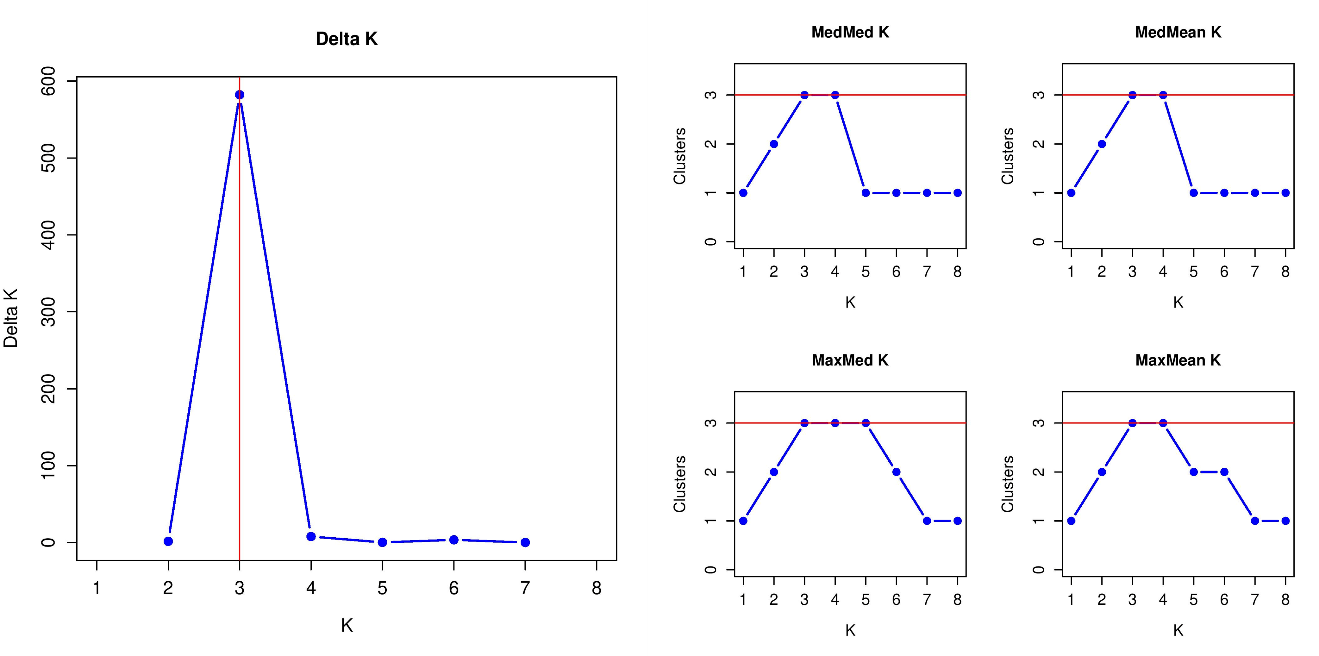 Delta K
Delta K
600
500
400
300
200
100
0
1 2 3 4 5 6 7 8
K
MedMed K
Clusters
3
2
1
0
1 2 3 4 5 6 7 8
K
MedMean K
Clusters
3
2
1
0
1 2 3 4 5 6 7 8
K
MaxMed K
Clusters
3
2
1
0
1 2 3 4 5 6 7 8
K
MaxMean K
Clusters
3
2
1
0
1 2 3 4 5 6 7 8
K